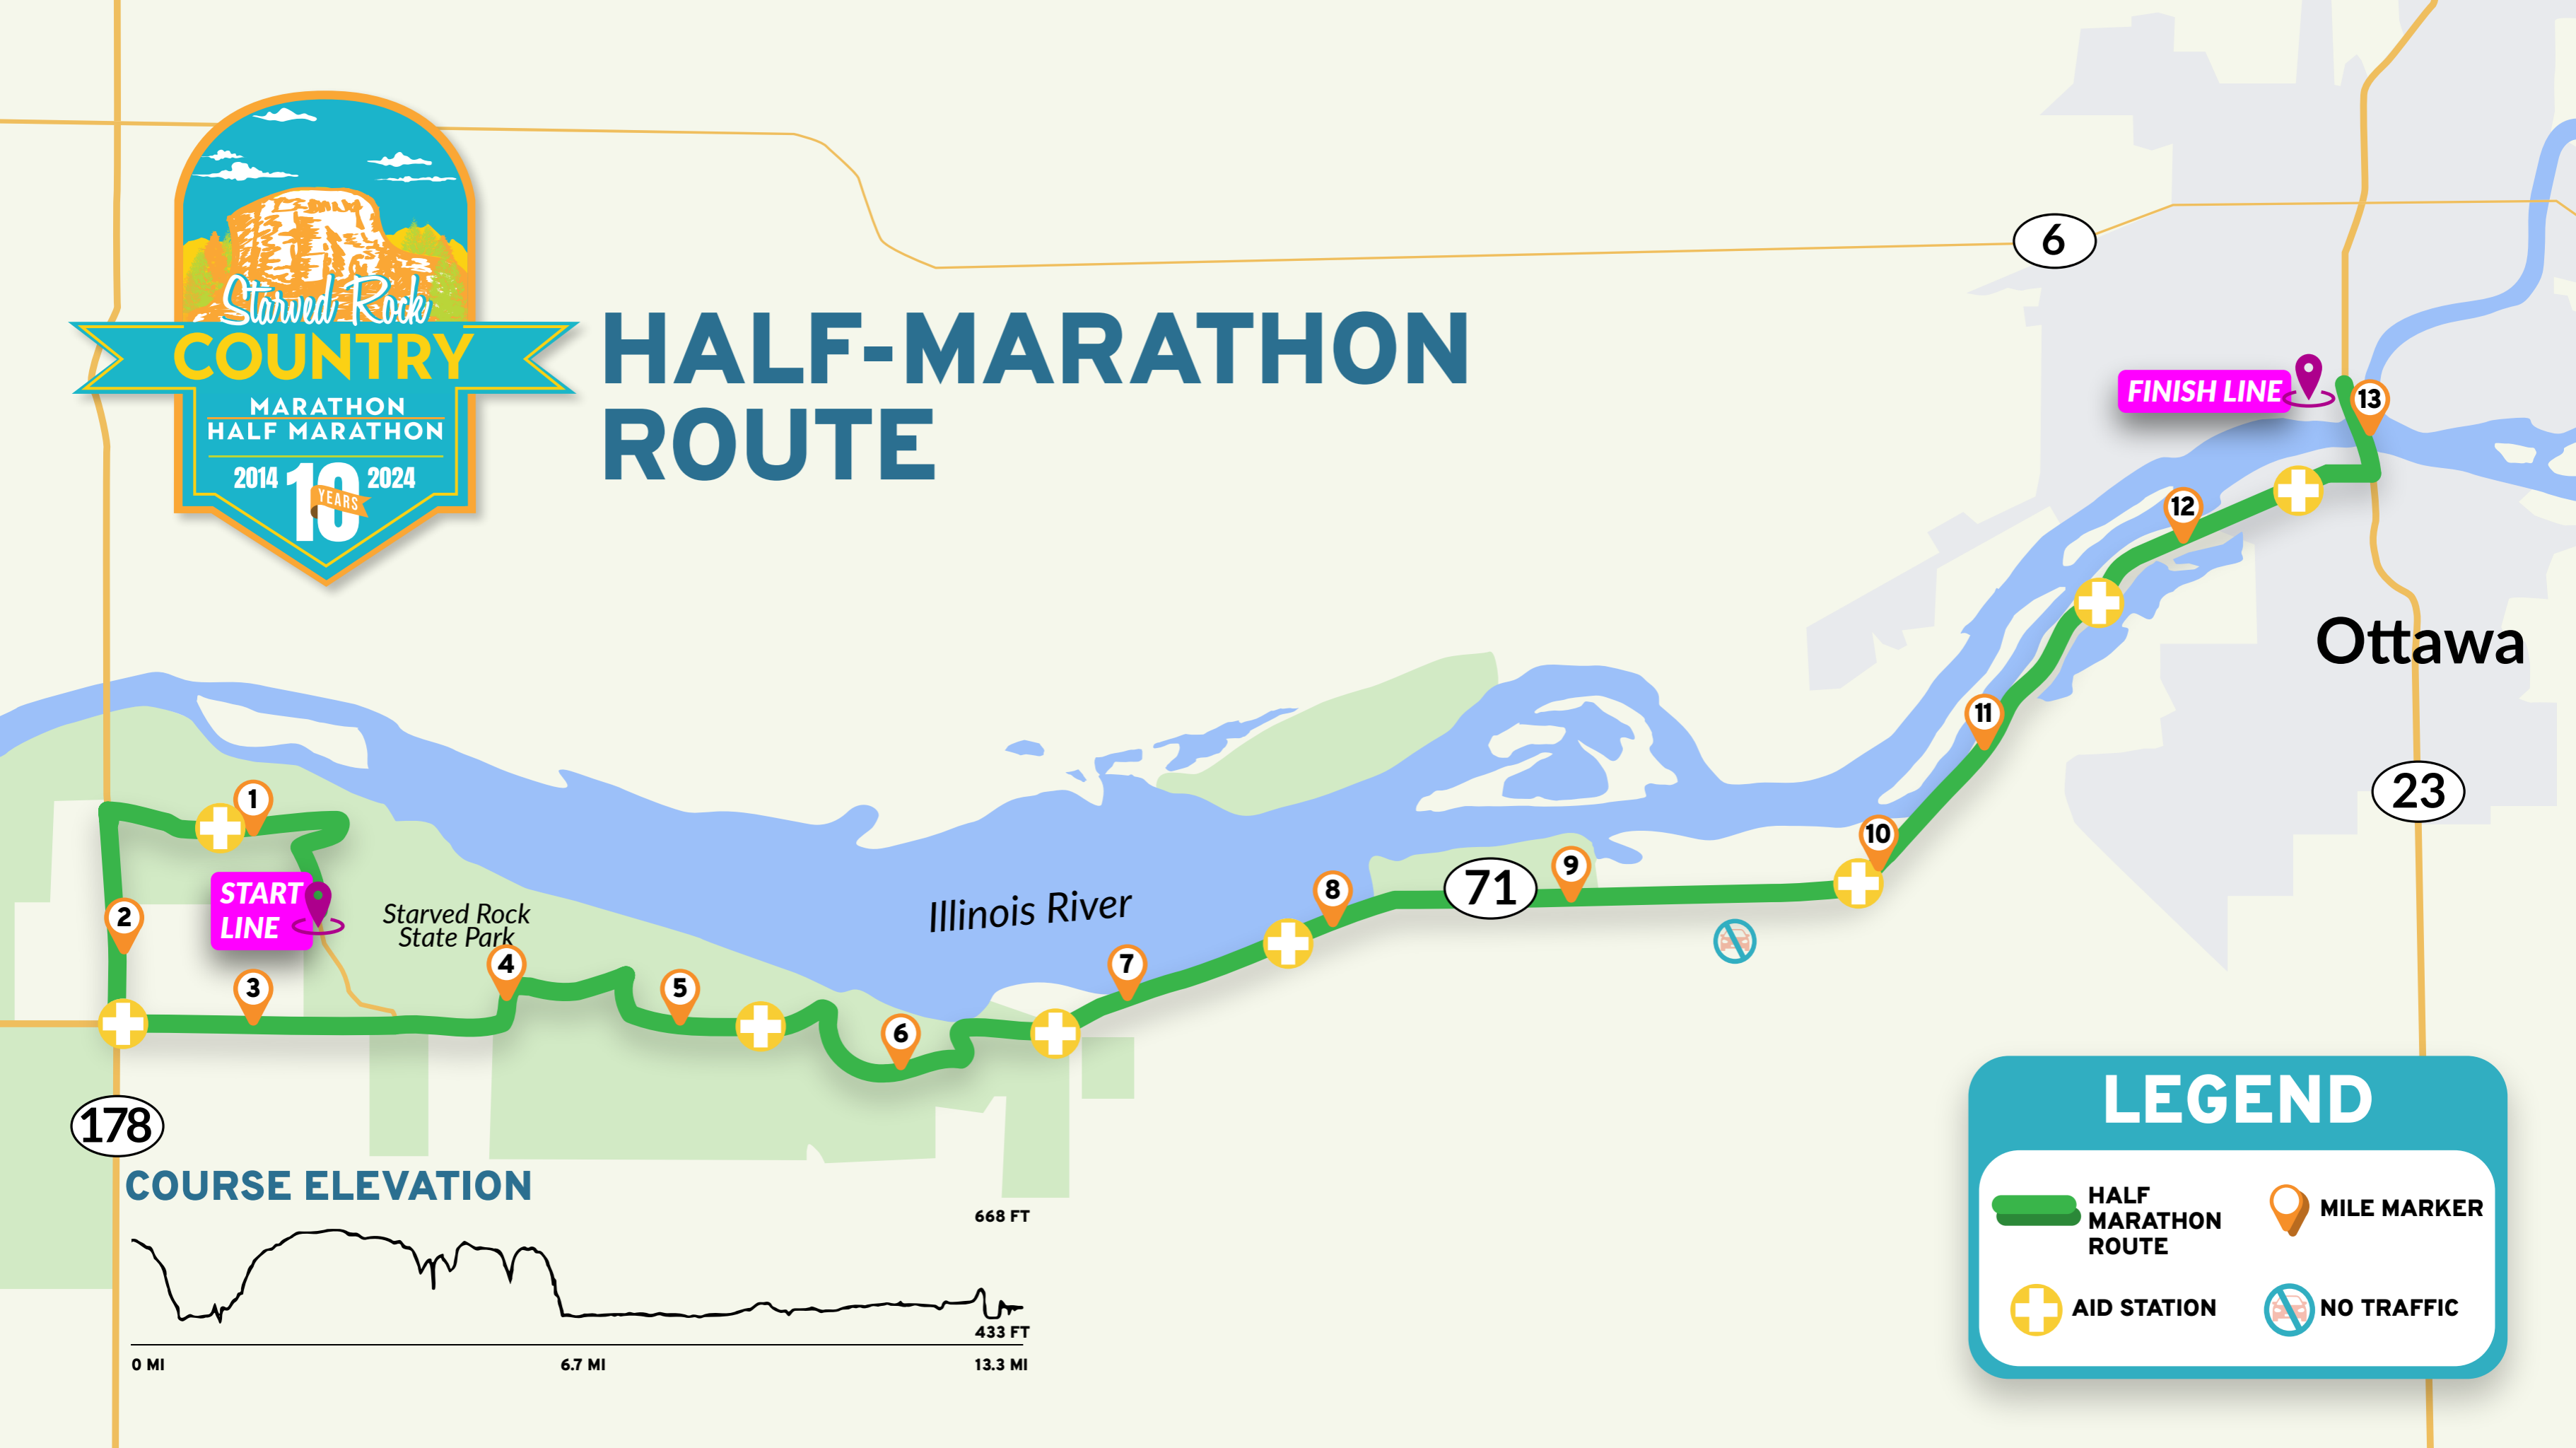 Starved Rock
COUNTRY
MARATHON
HALF MARATHON
2014 10 2024
YEARS
HALF-MARATHON
ROUTE
6
FINISH LINE
13
12
Ottawa
11
23
10
1
START
LINE
2
Starved Rock
State Park
3
4
5
6
Illinois River
7
8
71
9
178
COURSE ELEVATION
668 FT
433 FT
0 MI
6.7 MI
13.3 MI
LEGEND
HALF
MARATHON
ROUTE
MILE MARKER
AID STATION
NO TRAFFIC